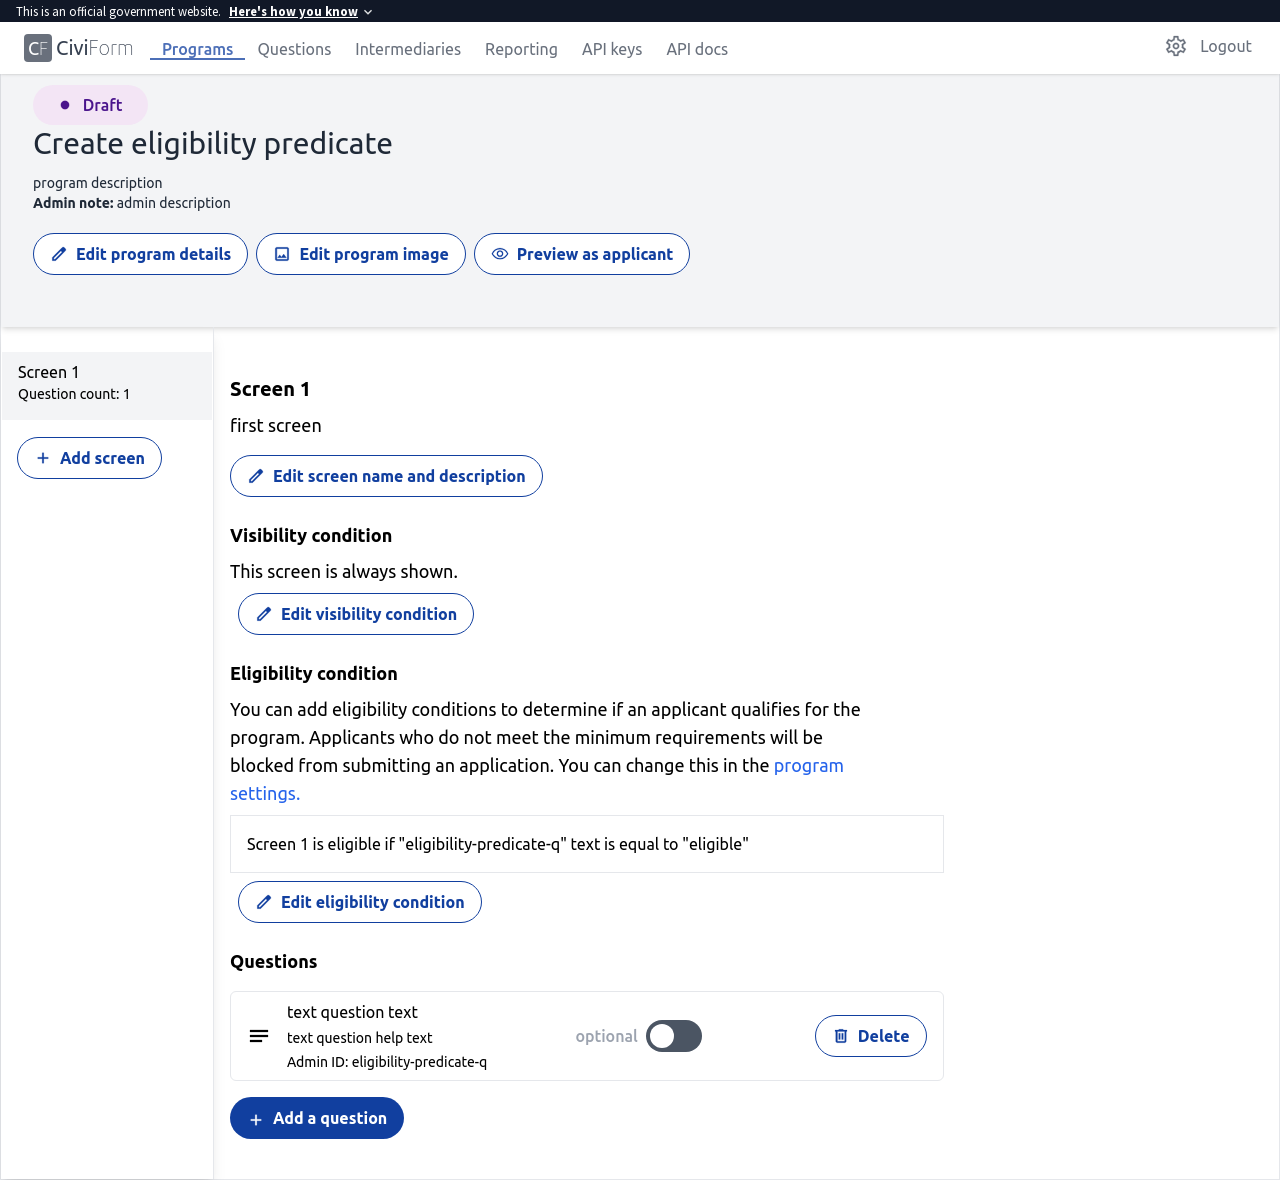 This is an official government website. Here's how you know
CF CiviForm Programs Questions Intermediaries Reporting API keys API docs Logout
Draft
Create eligibility predicate
program description
Admin note: admin description
Edit program details Edit program image Preview as applicant
Screen 1
Question count: 1
Add screen
Screen 1
first screen
Edit screen name and description
Visibility condition
This screen is always shown.
Edit visibility condition
Eligibility condition
You can add eligibility conditions to determine if an applicant qualifies for the
program. Applicants who do not meet the minimum requirements will be
blocked from submitting an application. You can change this in the program
settings.
Screen 1 is eligible if "eligibility-predicate-q" text is equal to "eligible"
Edit eligibility condition
Questions
text question text
text question help text
Admin ID: eligibility-predicate-q
optional
Delete
Add a question